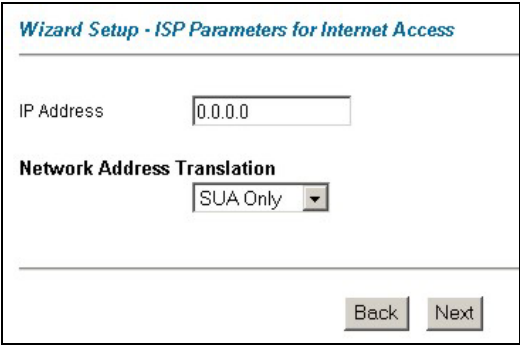 Wizard Setup - ISP Parameters for Internet Access
IP Address 0.0.0.0
Network Address Translation
SUA Only
Back Next